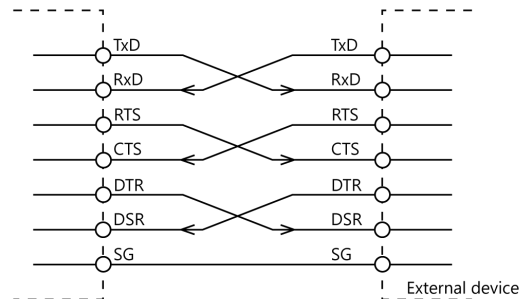 TxD TxD
RxD RxD
RTS RTS
CTS CTS
DTR DTR
DSR DSR
SG SG
External device